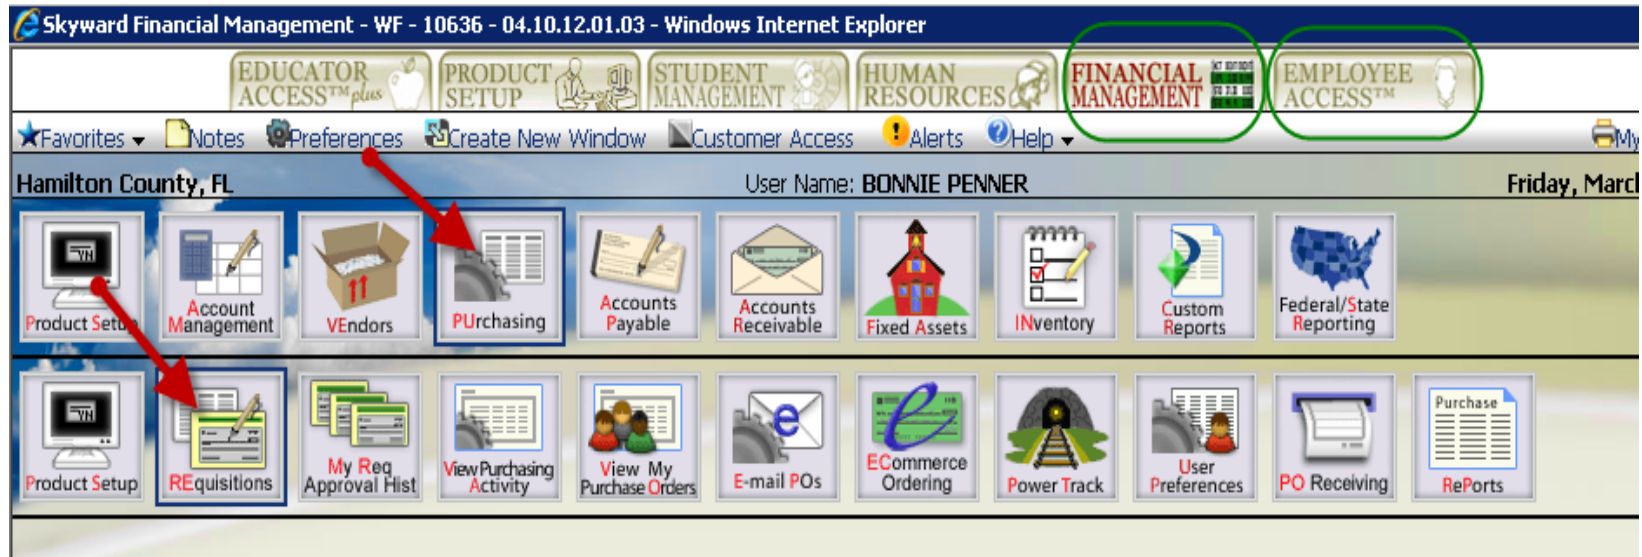 Skyward Financial Management - WF - 10636 - 04.10.12.01.03 - Windows Internet Explorer
EDUCATOR ACCESS™ plus
PRODUCT SETUP
STUDENT MANAGEMENT
HUMAN RESOURCES
FINANCIAL MANAGEMENT
EMPLOYEE ACCESS™
Favorites Notes Preferences Create New Window Customer Access Alerts Help My
Hamilton County, FL User Name: BONNIE PENNER Friday, March
Product Setup
Account Management
VEndors
PUrchasing
Accounts Payable
Accounts Receivable
Fixed Assets
INventory
Custom Reports
Federal/State Reporting
Product Setup
REquisitions
My Req Approval Hist
View Purchasing Activity
View My Purchase Orders
E-mail POs
ECommerce Ordering
Power Track
User Preferences
PO Receiving
Purchase
RePorts